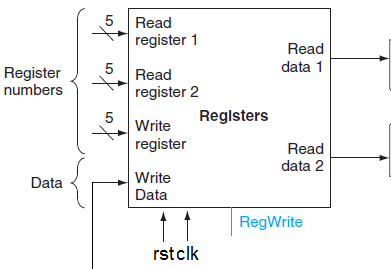 5
Read
register 1
Read
data 1
Register
numbers
5
Read
register 2
Registers
5
Write
register
Read
data 2
Data
Write
Data
RegWrite
rst clk